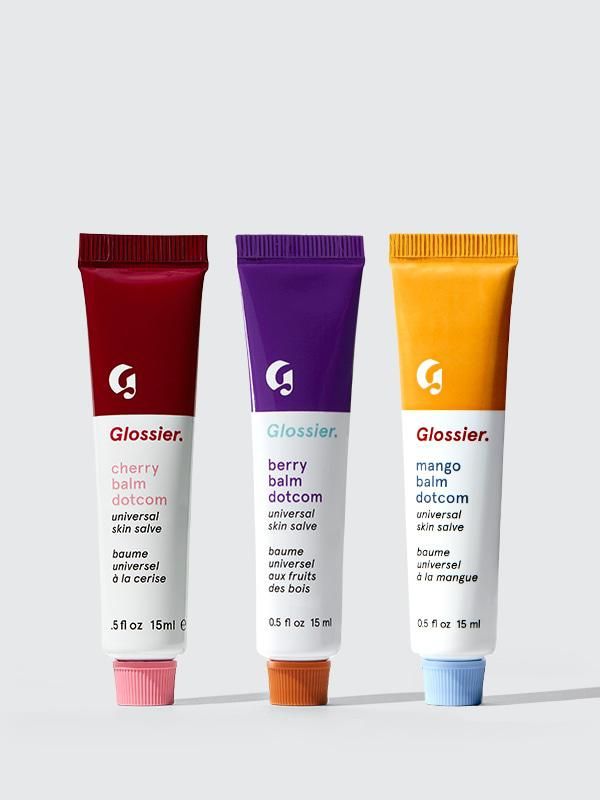 G
Glossier.
cherry
balm
dotcom
universal
skin salve
baume
universel
à la cerise
.5 fl oz 15ml e
G
Glossier.
berry
balm
dotcom
universal
skin salve
baume
universel
aux fruits
des bois
0.5 fl oz 15 ml
G
Glossier.
mango
balm
dotcom
universal
skin salve
baume
universel
à la mangue
0.5 fl oz 15 ml